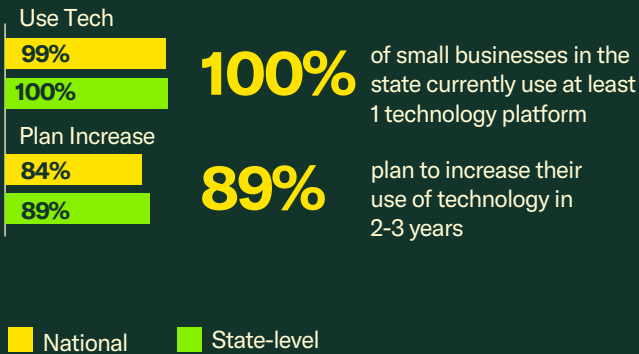 Use Tech
99%
100%
100%
of small businesses in the
state currently use at least
1 technology platform
Plan Increase
84%
89%
89%
plan to increase their
use of technology in
2-3 years
National
State-level